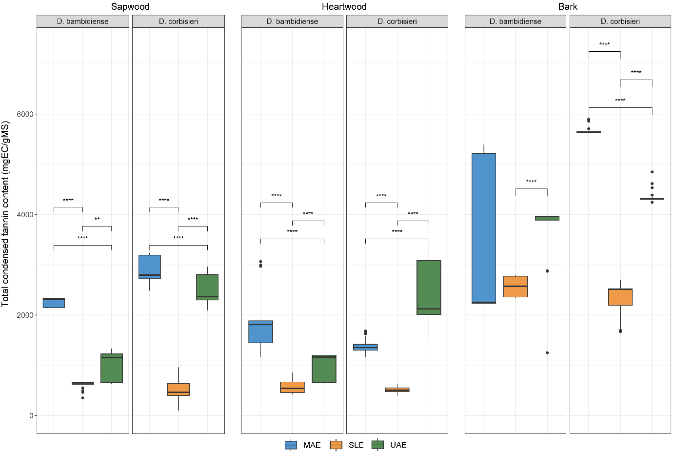 Sapwood Heartwood Bark
D. bambidiense D. corbisieri D. bambidiense D. corbisieri D. bambidiense D. corbisieri
Total condensed tannin content (mgEC/gMS)
6000
4000
2000
0
**** ** ****
**** **** ****
**** **** ****
**** **** ****
****
**** **** ****
MAE SLE UAE